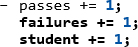 - passes += 1;
failures += 1;
student += 1;